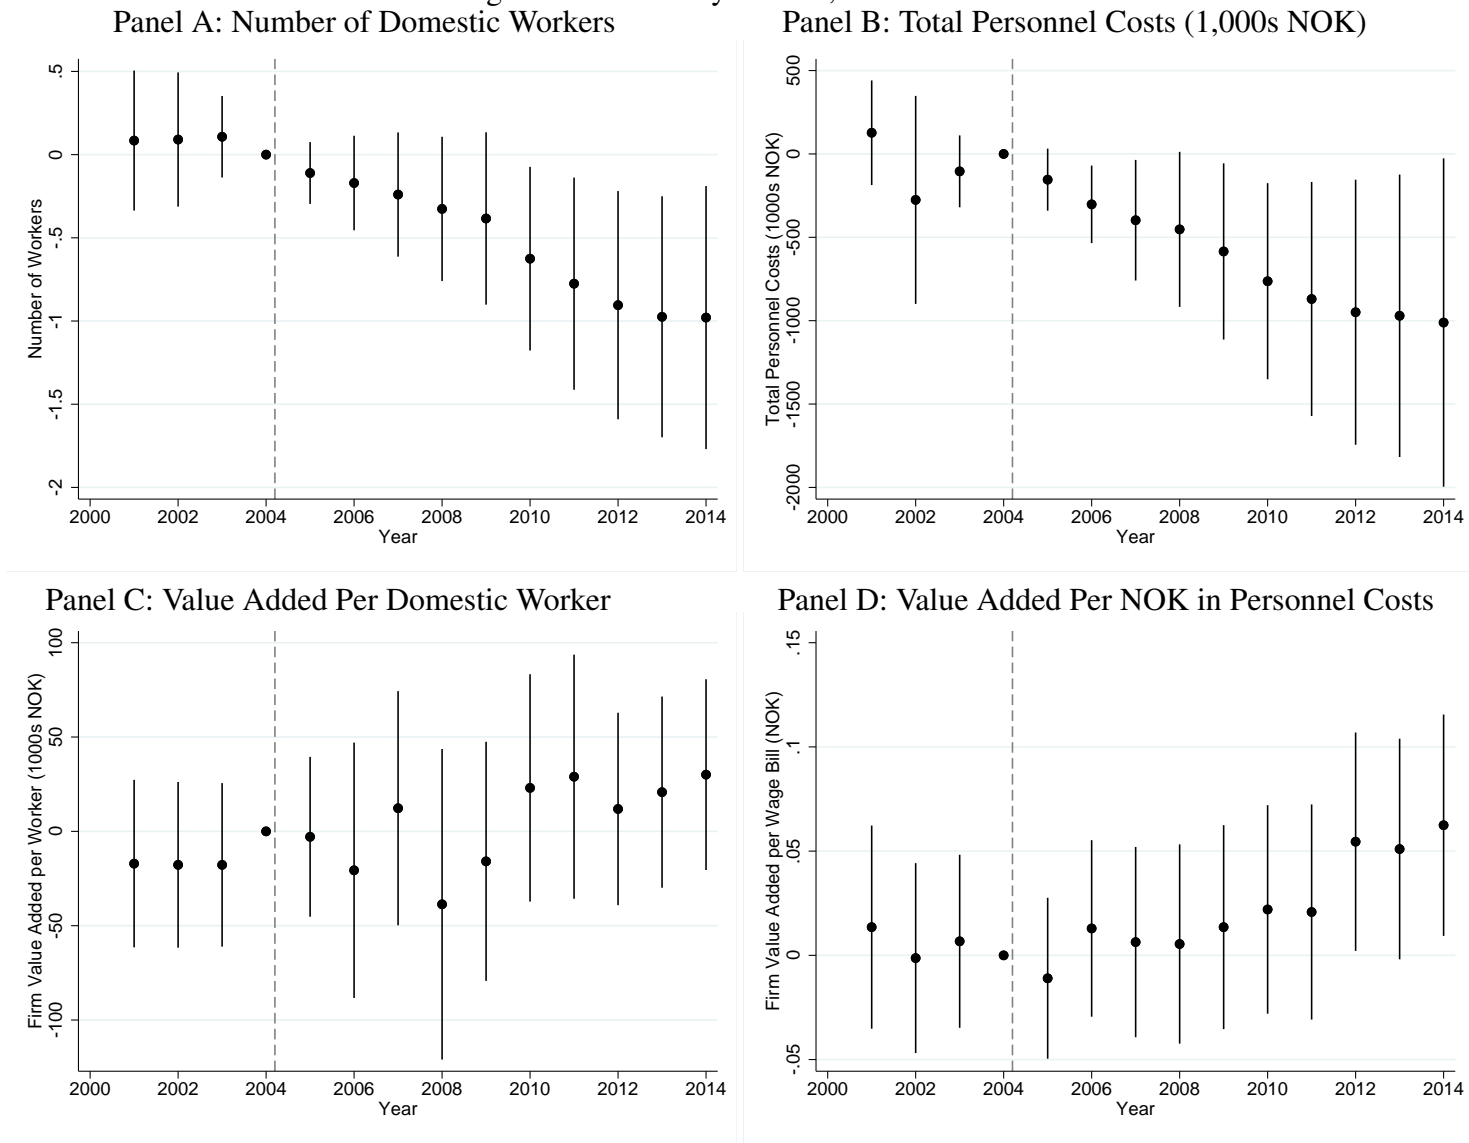 Panel A: Number of Domestic Workers
Number of Workers
.5
0
-.5
-1
-1.5
-2
2000 2002 2004 2006 2008 2010 2012 2014
Year
Panel B: Total Personnel Costs (1,000s NOK)
Total Personnel Costs (1000s NOK)
500
0
-500
-1000
-1500
-2000
2000 2002 2004 2006 2008 2010 2012 2014
Year
Panel C: Value Added Per Domestic Worker
Firm Value Added per Worker (1000s NOK)
100
50
0
-50
-100
2000 2002 2004 2006 2008 2010 2012 2014
Year
Panel D: Value Added Per NOK in Personnel Costs
Firm Value Added per Wage Bill (NOK)
.15
.1
.05
0
-.05
2000 2002 2004 2006 2008 2010 2012 2014
Year